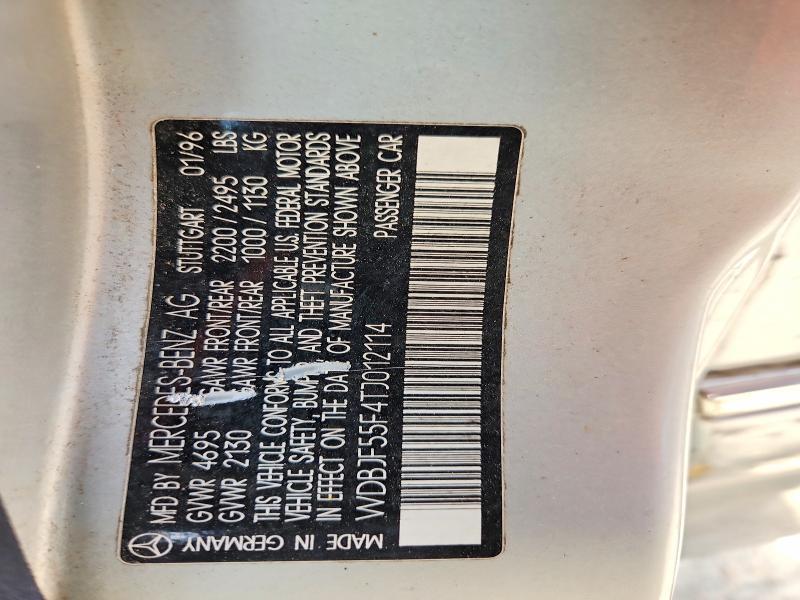 MFD BY MERCEDES-BENZ AG STUTTGART 01/96
GVWR 4695 GAWR FRONT/REAR 2200/2495 LBS
GVWR 2130 GAWR FRONT/REAR 1000/1130 KG
THIS VEHICLE CONFORMS TO ALL APPLICABLE U.S. FEDERAL MOTOR
VEHICLE SAFETY, BUMPER AND THEFT PREVENTION STANDARDS
IN EFFECT ON THE DATE OF MANUFACTURE SHOWN ABOVE
WDBJF55F4TJ012114 PASSENGER CAR
MADE IN GERMANY